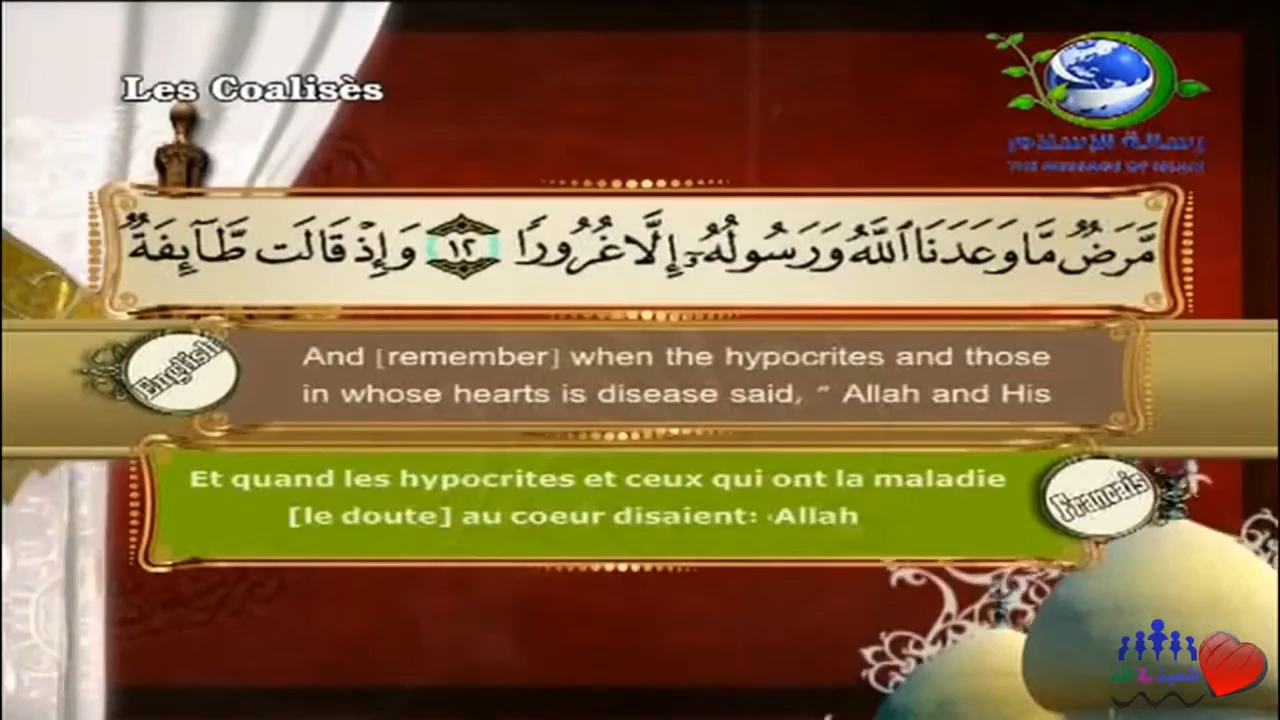 Les Coalisès
رسالة الإسلام
THE MESSAGE OF ISLAM
مَّرَضٌ مَّا وَعَدَنَا ٱللَّهُ وَرَسُولُهُۥٓ إِلَّا غُرُورًا ١٢ وَإِذْ قَالَت طَّآئِفَةٌ
English
And [remember] when the hypocrites and those
in whose hearts is disease said, “ Allah and His
Et quand les hypocrites et ceux qui ont la maladie
[le doute] au coeur disaient: ‹Allah
Francais